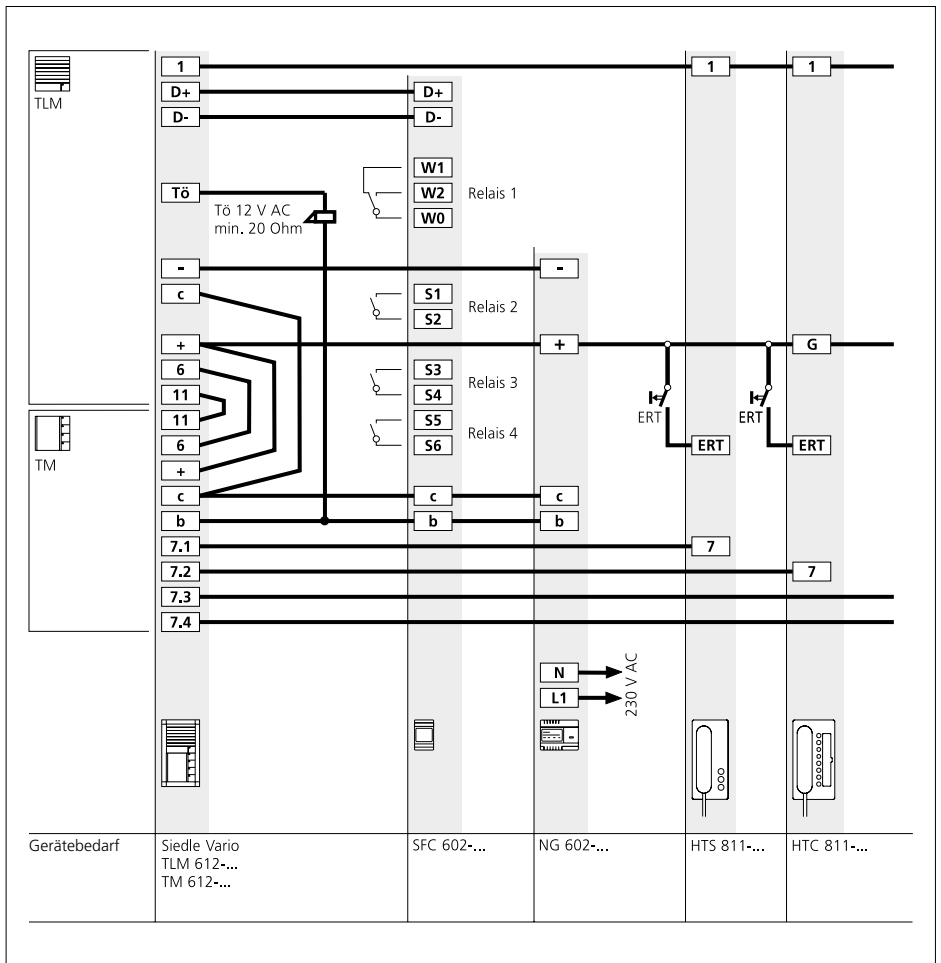 TLM
1 1 1
D+ D+
D- D-
W1
Tö W2 Relais 1
Tö 12 V AC
min. 20 Ohm
W0
- -
c S1
Relais 2
S2
+ + G
6 S3
Relais 3
11 S4
ERT ERT
11 S5
Relais 4
6 S6 ERT ERT
TM
+
c c c
b b b
7.1 7
7.2 7
7.3
7.4
N
L1
230 V AC
Gerätebedarf Siedle Vario SFC 602-... NG 602-... HTS 811-... HTC 811-...
TLM 612-...
TM 612-...